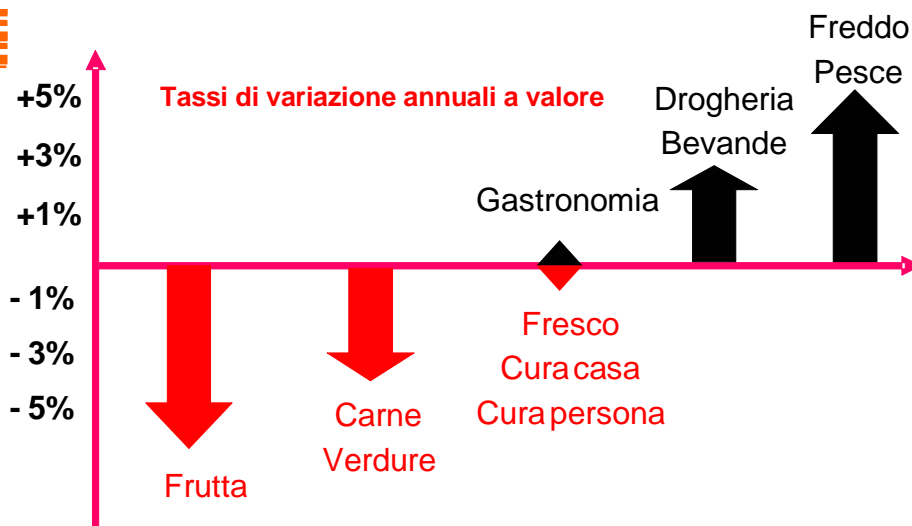 Freddo
Pesce
+5%
Tassi di variazione annuali a valore
Drogheria
Bevande
+3%
Gastronomia
+1%
- 1%
- 3%
- 5%
Fresco
Cura casa
Cura persona
Carne
Verdure
Frutta